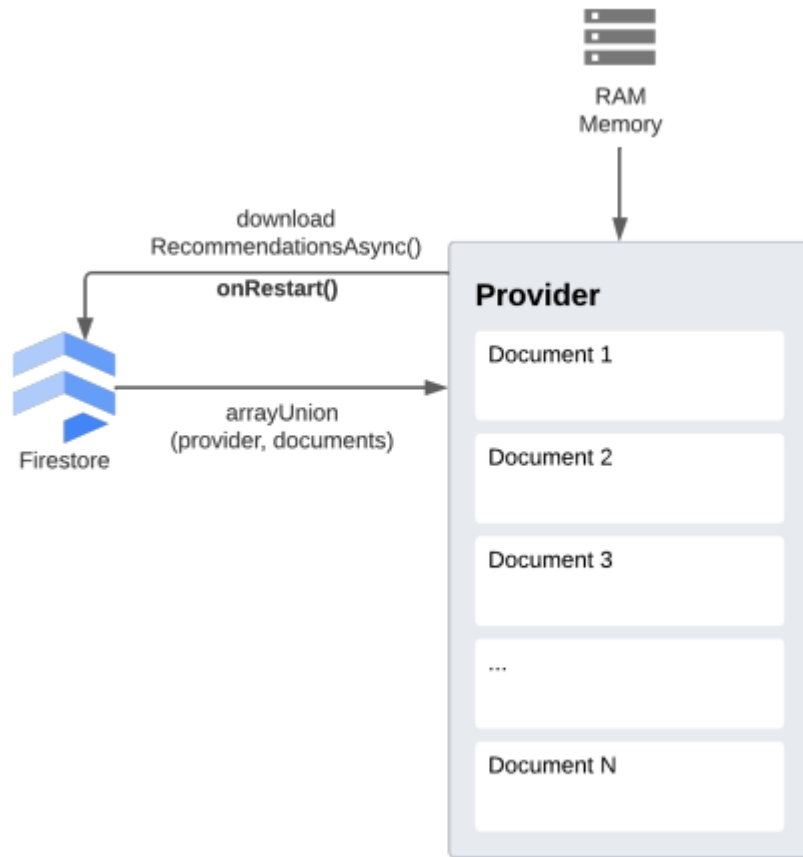 RAM
Memory
download
RecommendationsAsync()
onRestart()
Provider
Document 1
arrayUnion
(provider, documents)
Firestore
Document 2
Document 3
...
Document N